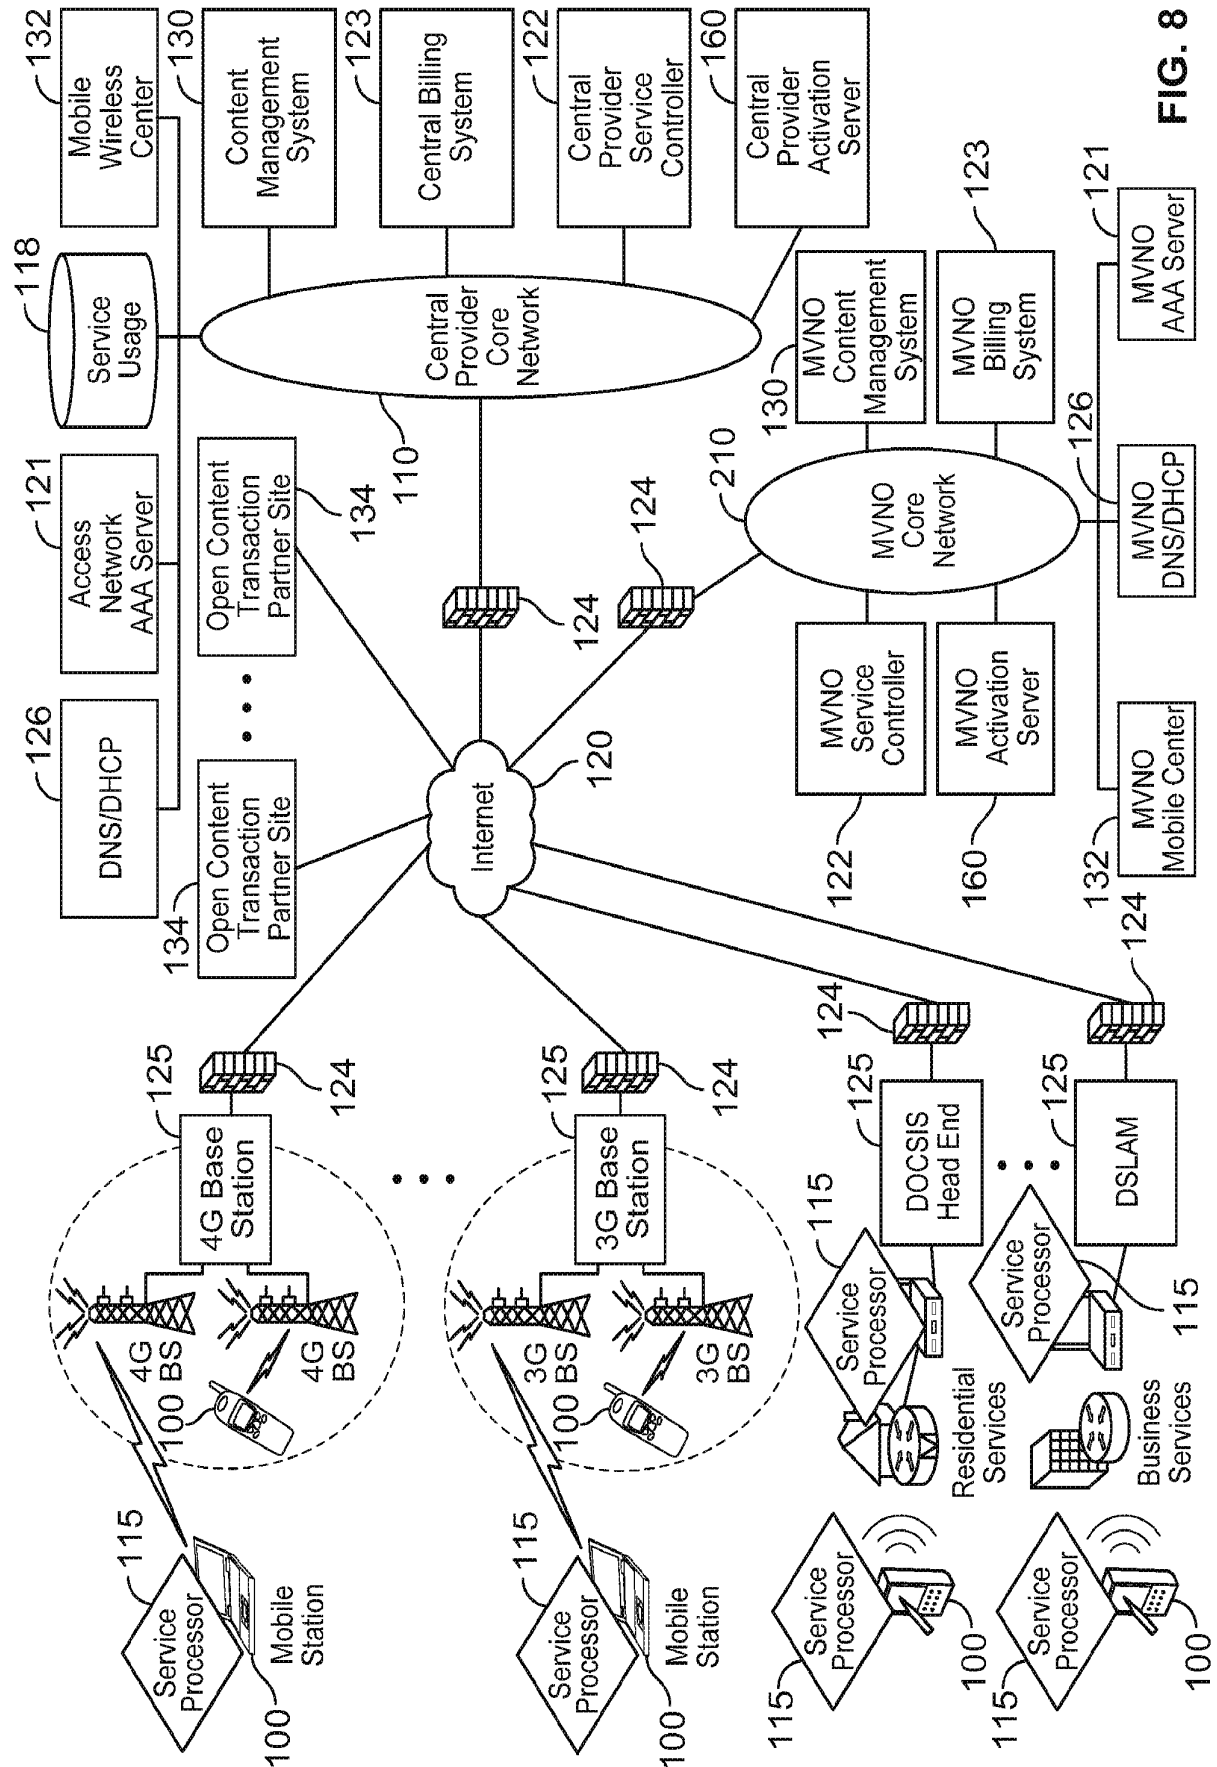 126
DNS/DHCP
121
Access
Network
AAA Server
118
Service
Usage
132
Mobile
Wireless
Center
134
Open Content
Transaction
Partner Site
Open Content
Transaction
Partner Site
134
130
Content
Management
System
123
Central Billing
System
122
Central
Provider
Service
Controller
160
Central
Provider
Activation
Server
Central
Provider
Core
Network
110
115
Service
Processor
100
Mobile
Station
4G
BS
100
4G
BS
125
4G Base
Station
124
115
Service
Processor
100
Mobile
Station
3G
BS
100
3G
BS
125
3G Base
Station
124
Internet
120
124
124
210
MVNO
Core
Network
130
MVNO
Content
Management
System
MVNO
Billing
System
123
MVNO
Service
Controller
122
MVNO
Activation
Server
160
126
MVNO
Mobile Center
132
MVNO
DNS/DHCP
MVNO
AAA Server
121
115
Service
Processor
100
Residential
Services
Service
Processor
115
125
DOCSIS
Head End
124
115
Service
Processor
100
Business
Services
Service
Processor
115
125
DSLAM
124
FIG. 8